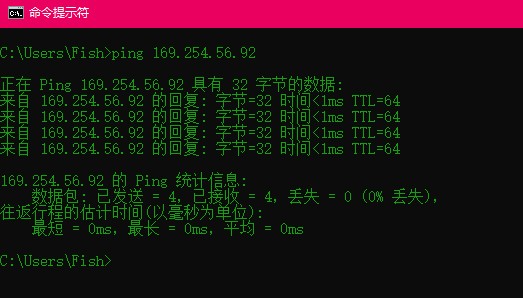 命令提示符
C:\Users\Fish>ping 169.254.56.92
正在 Ping 169.254.56.92 具有 32 字节的数据:
来自 169.254.56.92 的回复: 字节=32 时间<1ms TTL=64
来自 169.254.56.92 的回复: 字节=32 时间<1ms TTL=64
来自 169.254.56.92 的回复: 字节=32 时间<1ms TTL=64
来自 169.254.56.92 的回复: 字节=32 时间<1ms TTL=64
169.254.56.92 的 Ping 统计信息:
数据包: 已发送 = 4，已接收 = 4，丢失 = 0 (0% 丢失)，
往返行程的估计时间(以毫秒为单位):
最短 = 0ms，最长 = 0ms，平均 = 0ms
C:\Users\Fish>